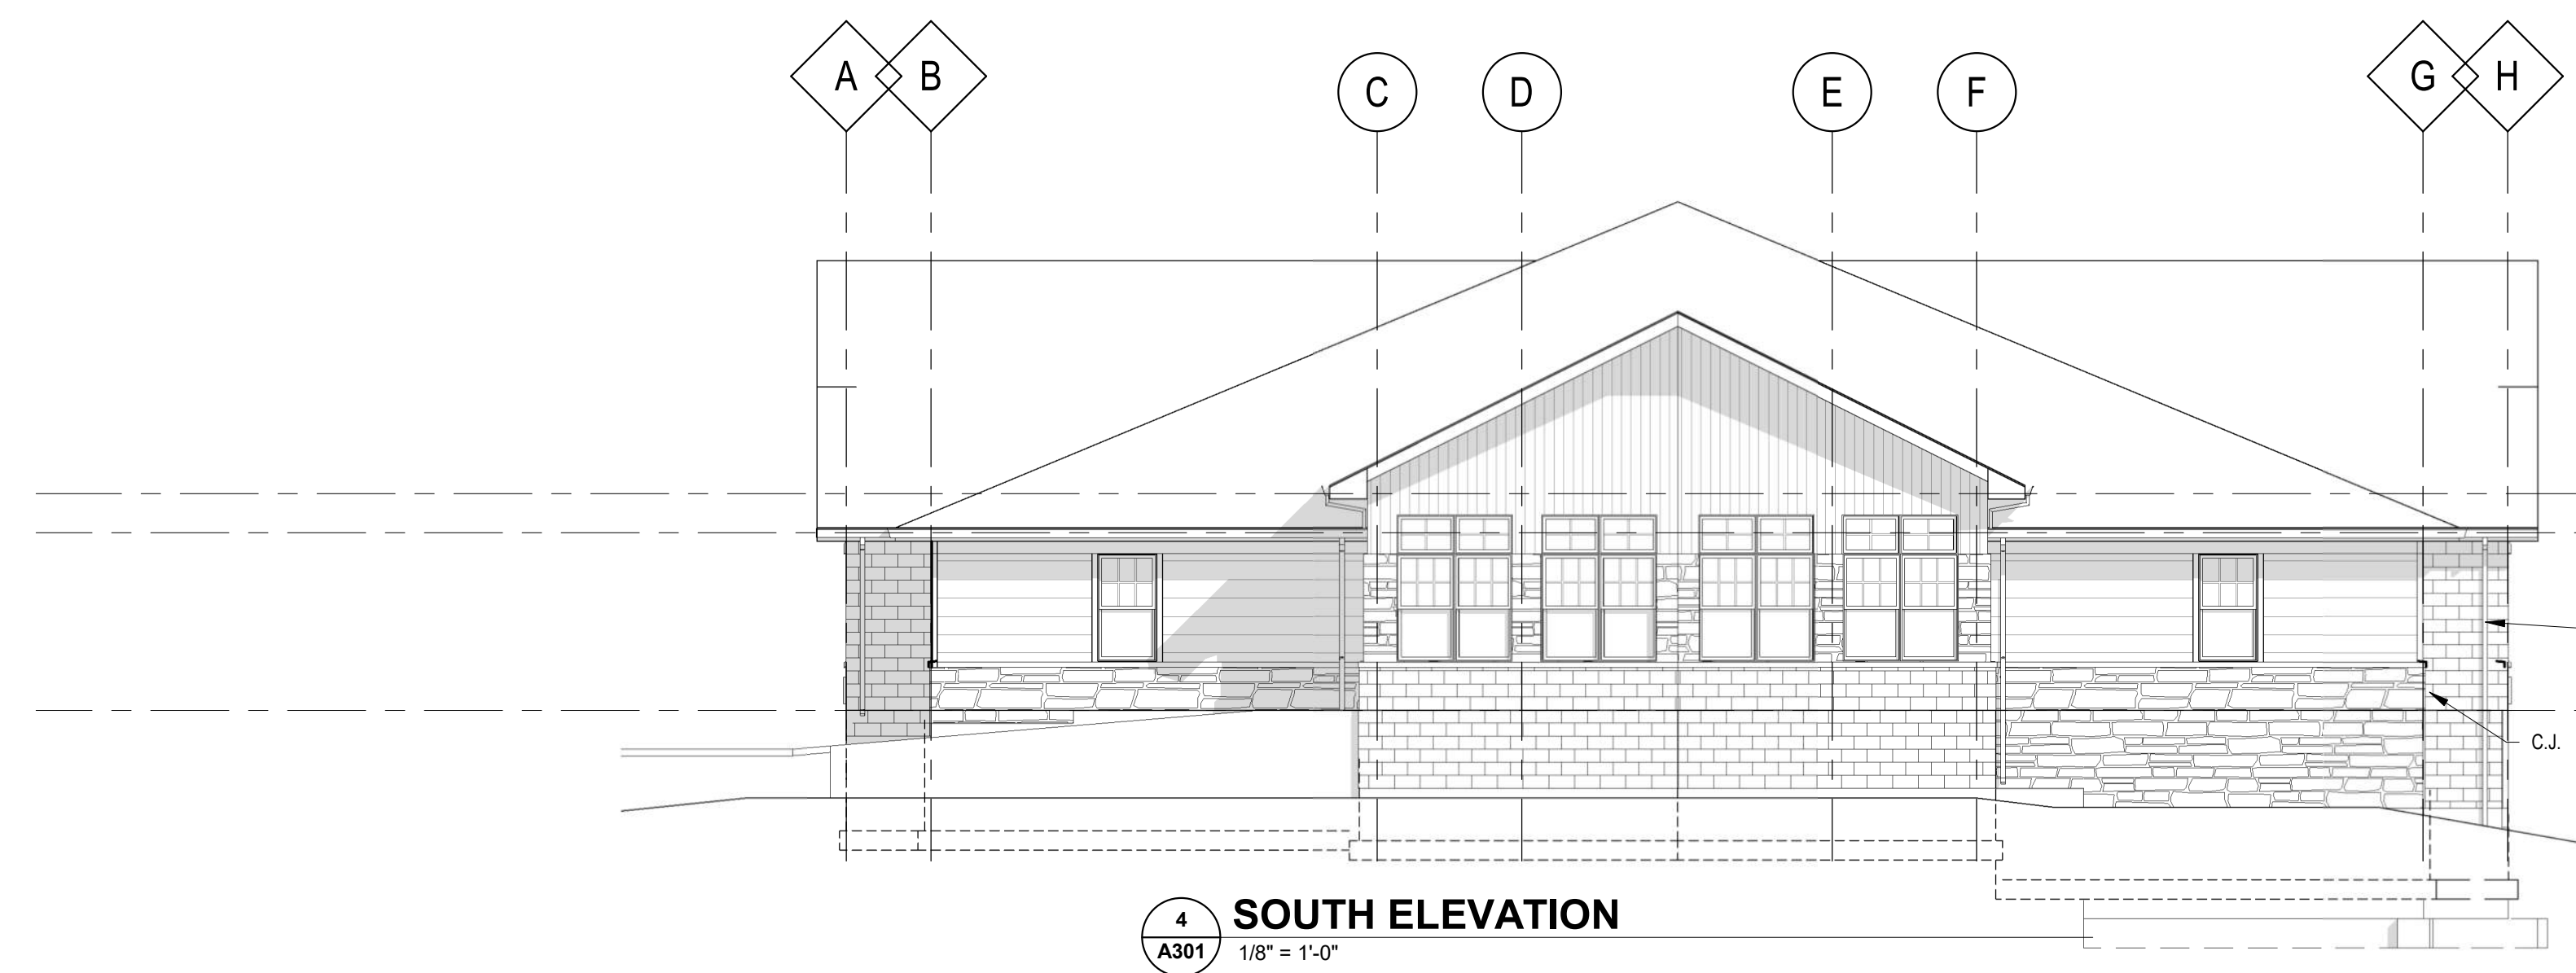 A
B
C
D
E
F
G
H
C.J.
4
SOUTH ELEVATION
A301
1/8" = 1'-0"